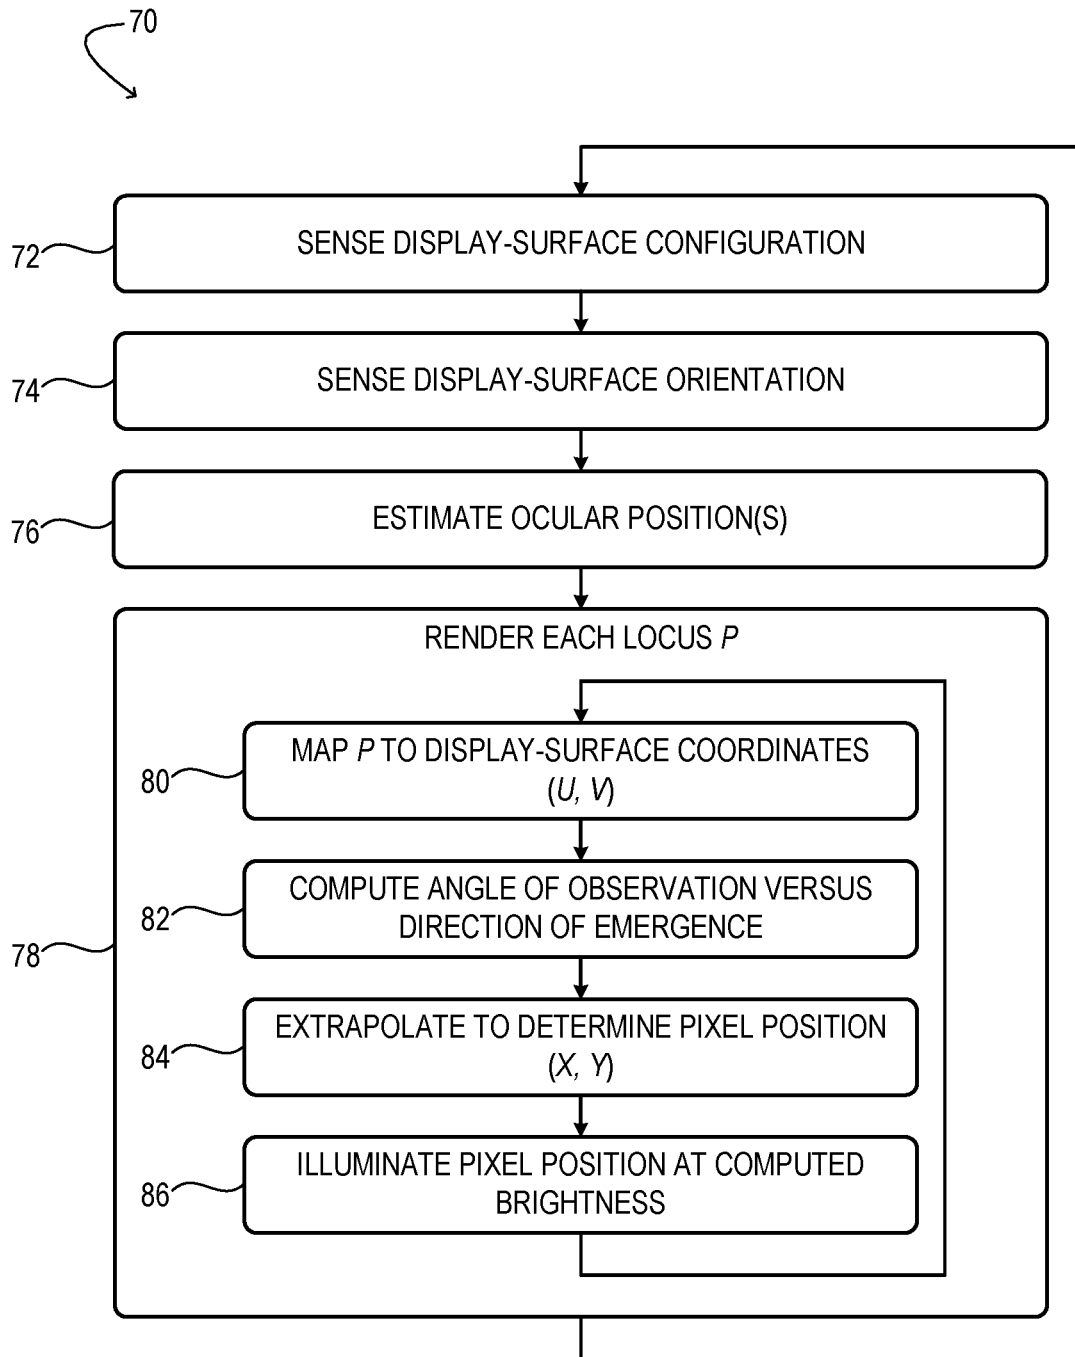 70
72
SENSE DISPLAY-SURFACE CONFIGURATION
74
SENSE DISPLAY-SURFACE ORIENTATION
76
ESTIMATE OCULAR POSITION(S)
78
RENDER EACH LOCUS P
80
MAP P TO DISPLAY-SURFACE COORDINATES
(U, V)
82
COMPUTE ANGLE OF OBSERVATION VERSUS
DIRECTION OF EMERGENCE
84
EXTRAPOLATE TO DETERMINE PIXEL POSITION
(X, Y)
86
ILLUMINATE PIXEL POSITION AT COMPUTED
BRIGHTNESS